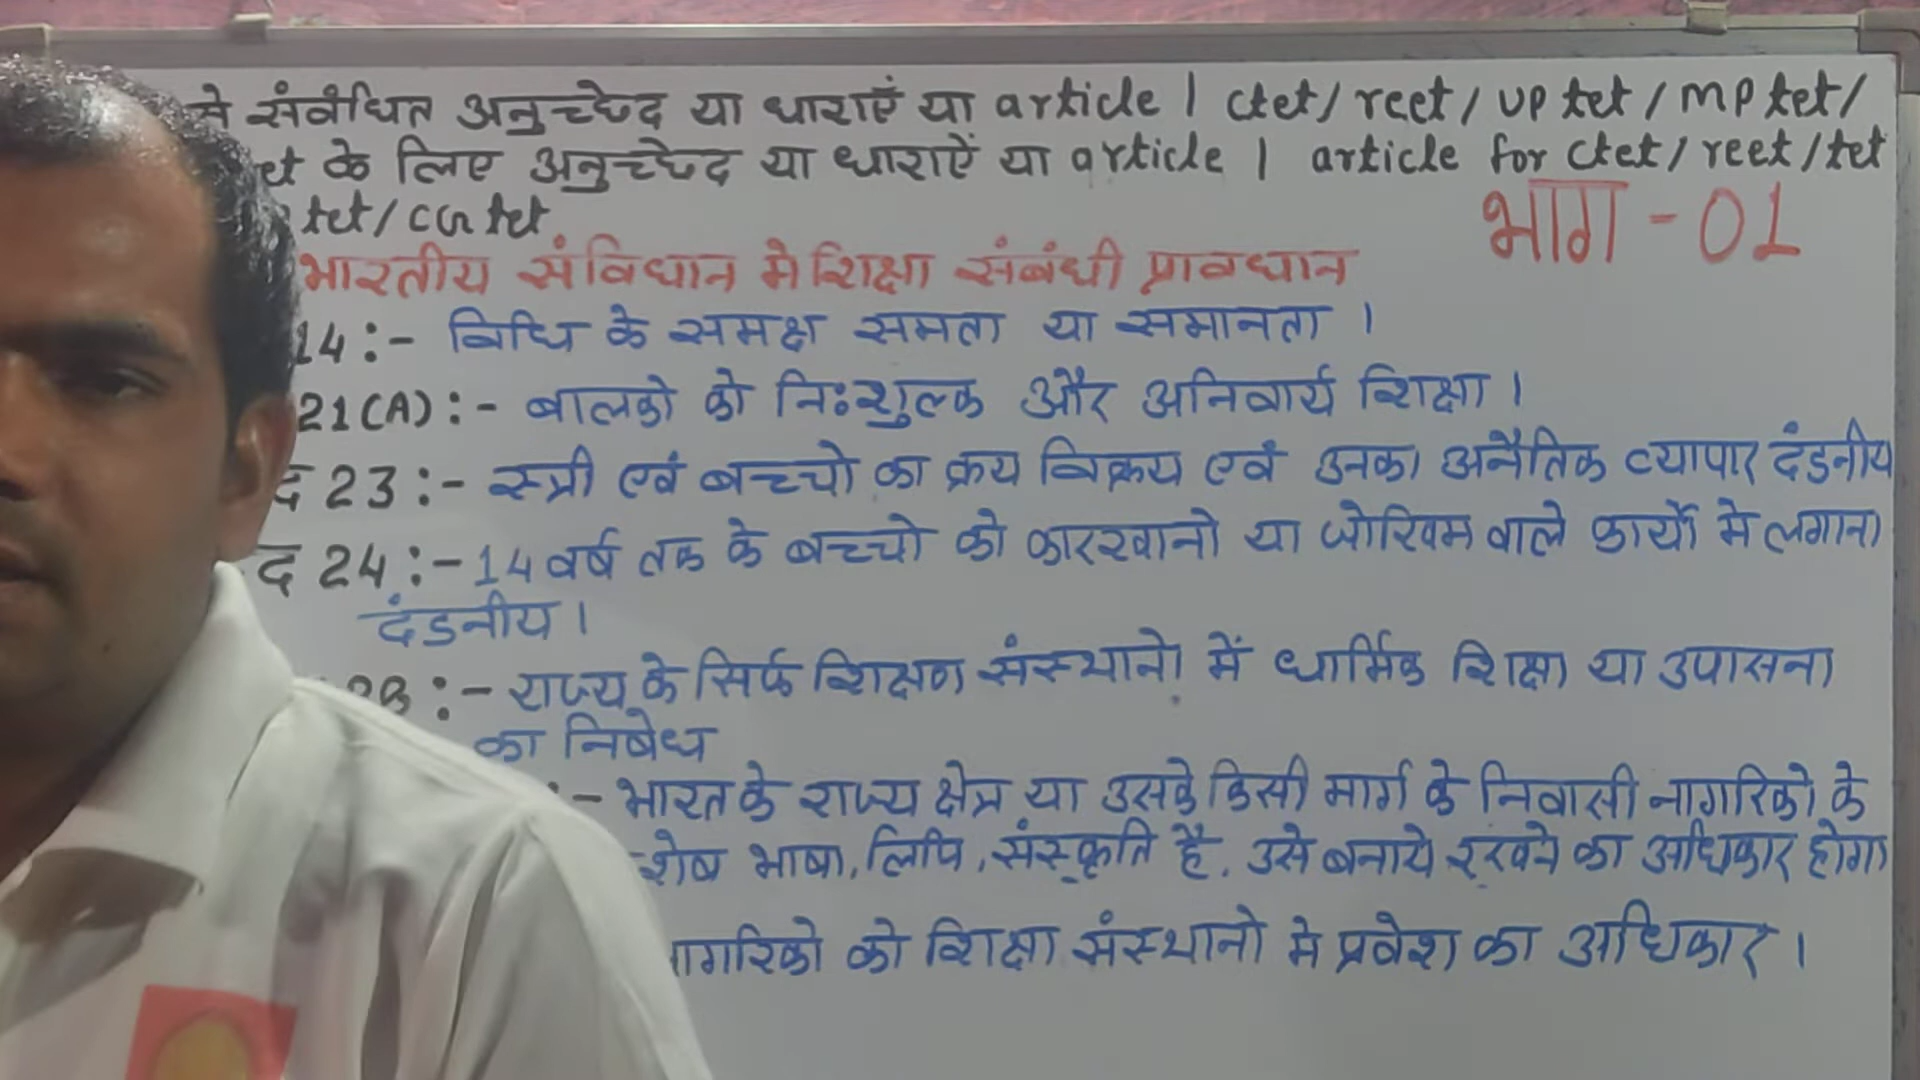 से संबंधित अनुच्छेद या धाराएँ या article | ctet/reet/UP tet/MP tet/
के लिए अनुच्छेद या धाराऐं या article | article for ctet/reet/tet
tet/CG tet
भाग - 01
भारतीय संविधान मे शिक्षा संबंधी प्रावधान
14 :- विधि के समक्ष समता या समानता ।
21(A) :- बालको को निःशुल्क और अनिवार्य शिक्षा ।
द 23 :- स्त्री एवं बच्चो का क्रय विक्रय एवं उनका अनैतिक व्यापार दंडनीय
द 24 :- 14 वर्ष तक के बच्चो को कारखानो या जोखिम वाले कार्यो मे लगाना
दंडनीय ।
:- राज्य के सिर्फ शिक्षण संस्थानो में धार्मिक शिक्षा या उपासना
का निषेध
:- भारत के राज्य क्षेत्र या उसके किसी मार्ग के निवासी नागरिको के
शेष भाषा, लिपि, संस्कृति है, उसे बनाये रखने का अधिकार होगा
नागरिको को शिक्षा संस्थानो मे प्रवेश का अधिकार ।